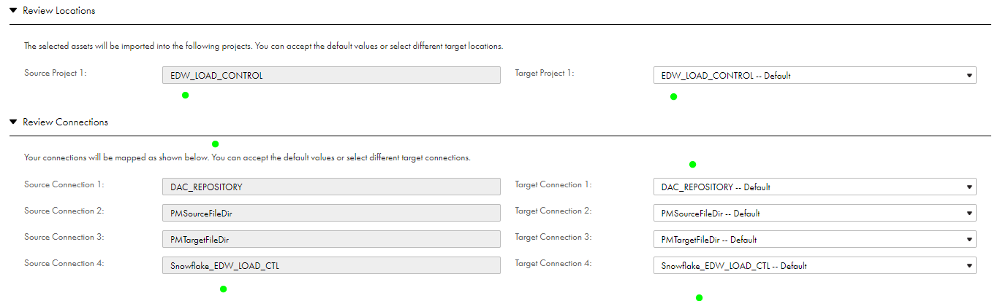 Review Locations
The selected assets will be imported into the following projects. You can accept the default values or select different target locations.
Source Project 1: EDW_LOAD_CONTROL Target Project 1: EDW_LOAD_CONTROL -- Default
Review Connections
Your connections will be mapped as shown below. You can accept the default values or select different target connections.
Source Connection 1: DAC_REPOSITORY Target Connection 1: DAC_REPOSITORY -- Default
Source Connection 2: PMSourceFileDir Target Connection 2: PMSourceFileDir -- Default
Source Connection 3: PMTargetFileDir Target Connection 3: PMTargetFileDir -- Default
Source Connection 4: Snowflake_EDW_LOAD_CTL Target Connection 4: Snowflake_EDW_LOAD_CTL -- Default